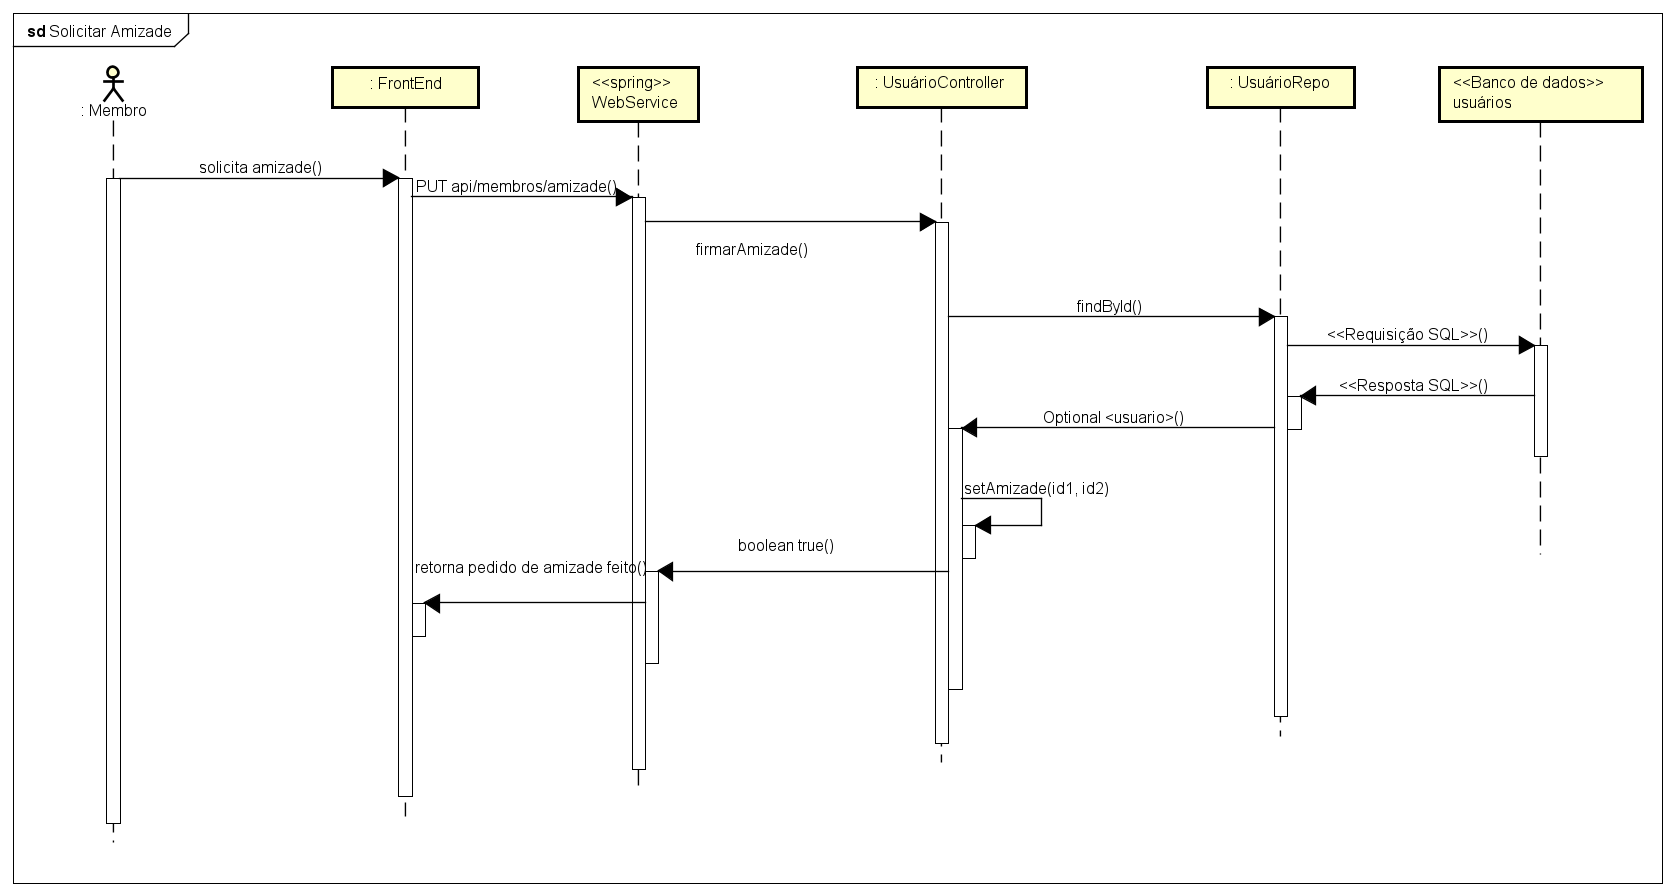 sd Solicitar Amizade
: Membro
: FrontEnd
<<spring>>
WebService
: UsuárioController
: UsuárioRepo
<<Banco de dados>>
usuários
solicita amizade()
PUT api/membros/amizade()
firmarAmizade()
findById()
<<Requisição SQL>>()
<<Resposta SQL>>()
Optional <usuario>()
setAmizade(id1, id2)
boolean true()
retorna pedido de amizade feito()